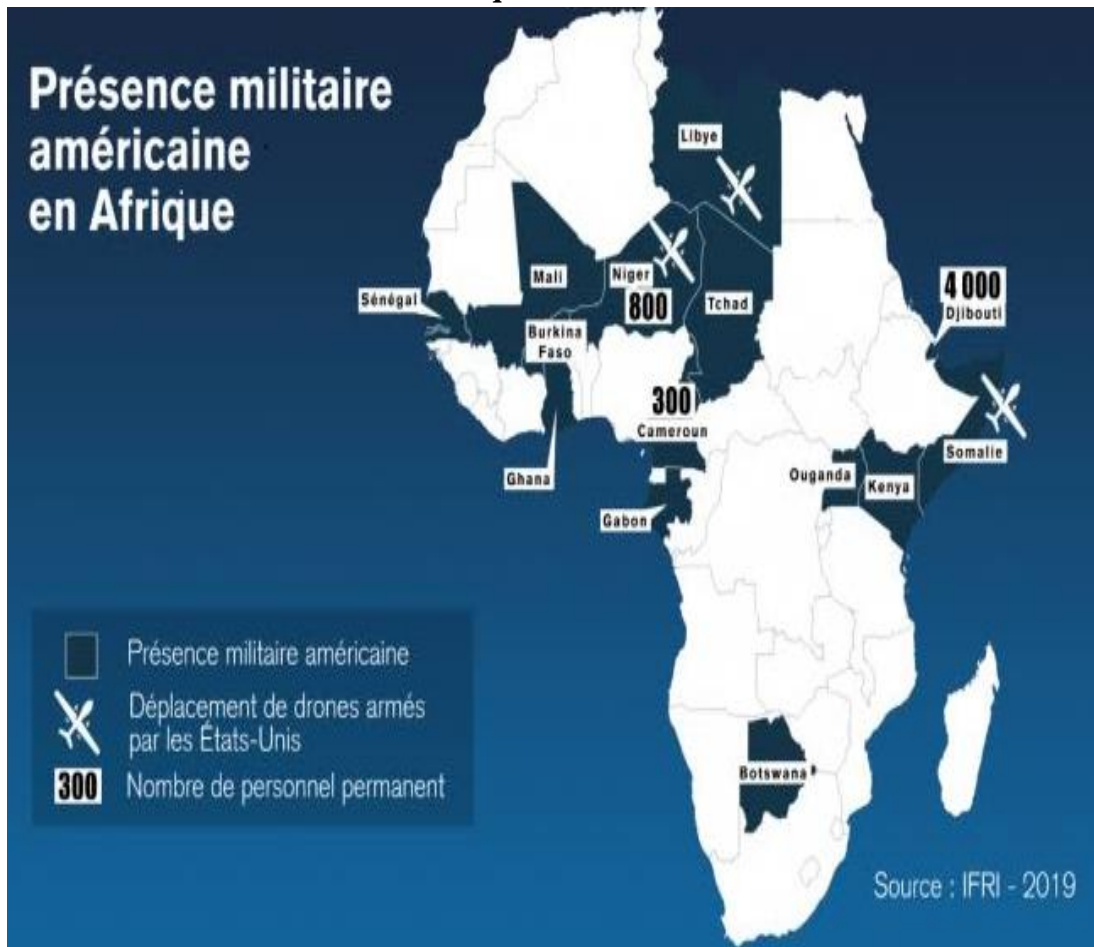 Présence militaire
américaine
en Afrique
Libye
Mali
Niger
800
Tchad
Sénégal
4 000
Djibouti
Burkina
Faso
300
Cameroun
Somalie
Ouganda
Kenya
Ghana
Gabon
Présence militaire américaine
Déplacement de drones armés
par les États-Unis
300 Nombre de personnel permanent
Botswana
Source : IFRI - 2019